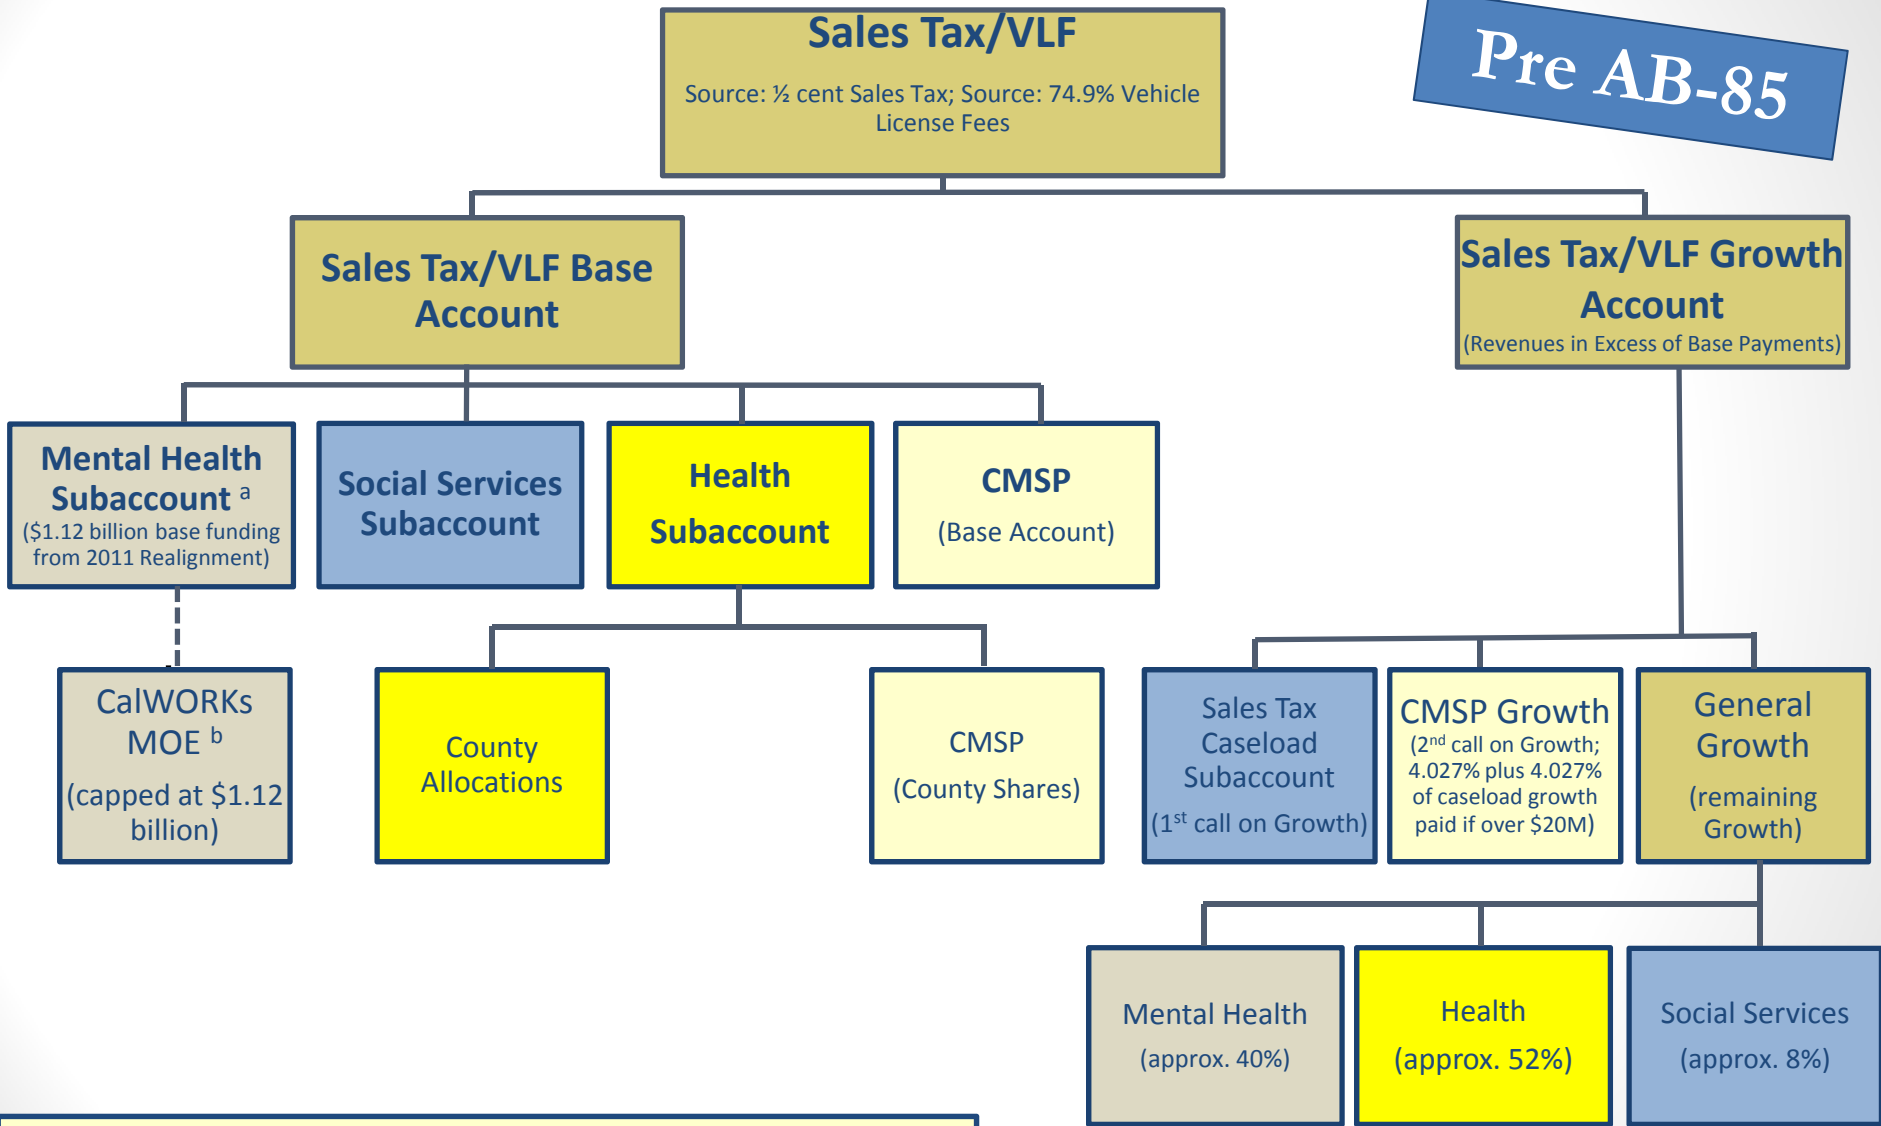 Sales Tax/VLF
Source: ½ cent Sales Tax; Source: 74.9% Vehicle
License Fees
Pre AB-85
Sales Tax/VLF Base
Account
Sales Tax/VLF Growth
Account
(Revenues in Excess of Base Payments)
Mental Health
Subaccount a
($1.12 billion base funding
from 2011 Realignment)
Social Services
Subaccount
Health
Subaccount
CMSP
(Base Account)
CalWORKs
MOE b
(capped at $1.12
billion)
County
Allocations
CMSP
(County Shares)
Sales Tax
Caseload
Subaccount
(1st call on Growth)
CMSP Growth
(2nd call on Growth;
4.027% plus 4.027%
of caseload growth
paid if over $20M)
General
Growth
(remaining
Growth)
Mental Health
(approx. 40%)
Health
(approx. 52%)
Social Services
(approx. 8%)